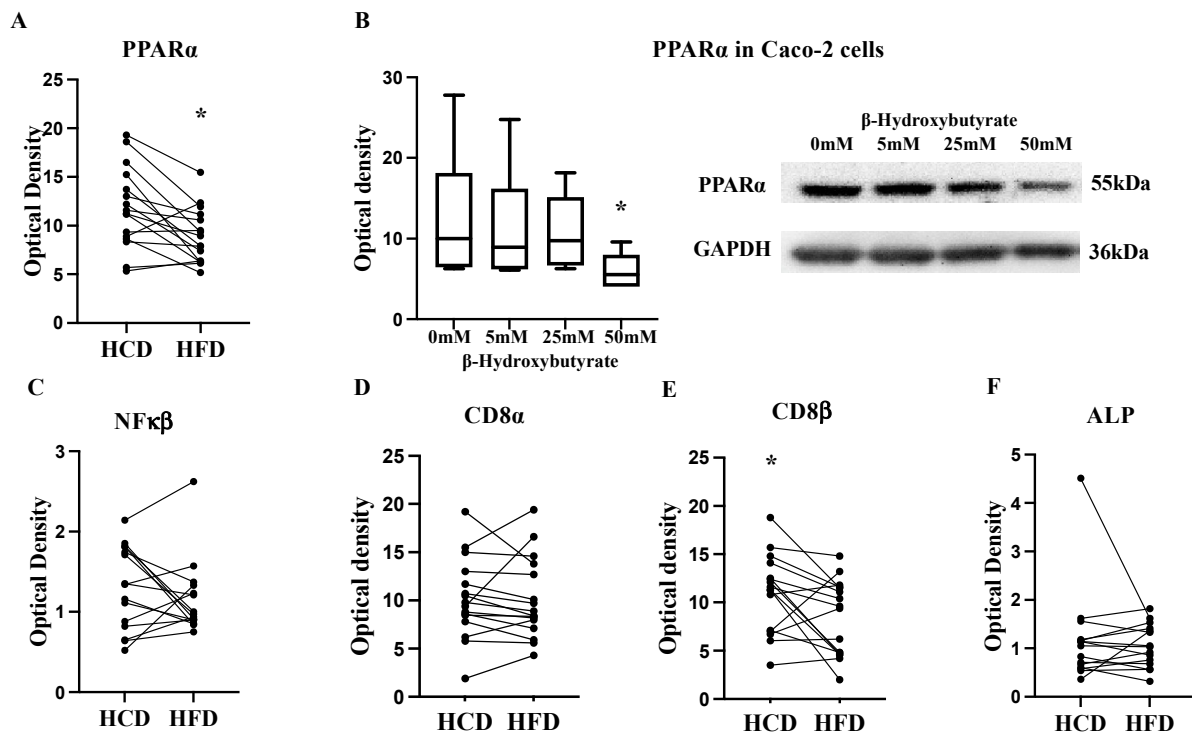 A
PPARα
25
20
15
10
5
0
Optical Density
*
HCD HFD
B
PPARα in Caco-2 cells
30
20
10
0
Optical density
*
0mM 5mM 25mM 50mM
β-Hydroxybutyrate
β-Hydroxybutyrate
0mM 5mM 25mM 50mM
PPARα 55kDa
GAPDH 36kDa
C
NFκβ
3
2
1
0
Optical Density
HCD HFD
D
CD8α
25
20
15
10
5
0
Optical density
HCD HFD
E
CD8β
*
25
20
15
10
5
0
Optical density
HCD HFD
F
ALP
5
4
3
2
1
0
Optical Density
HCD HFD